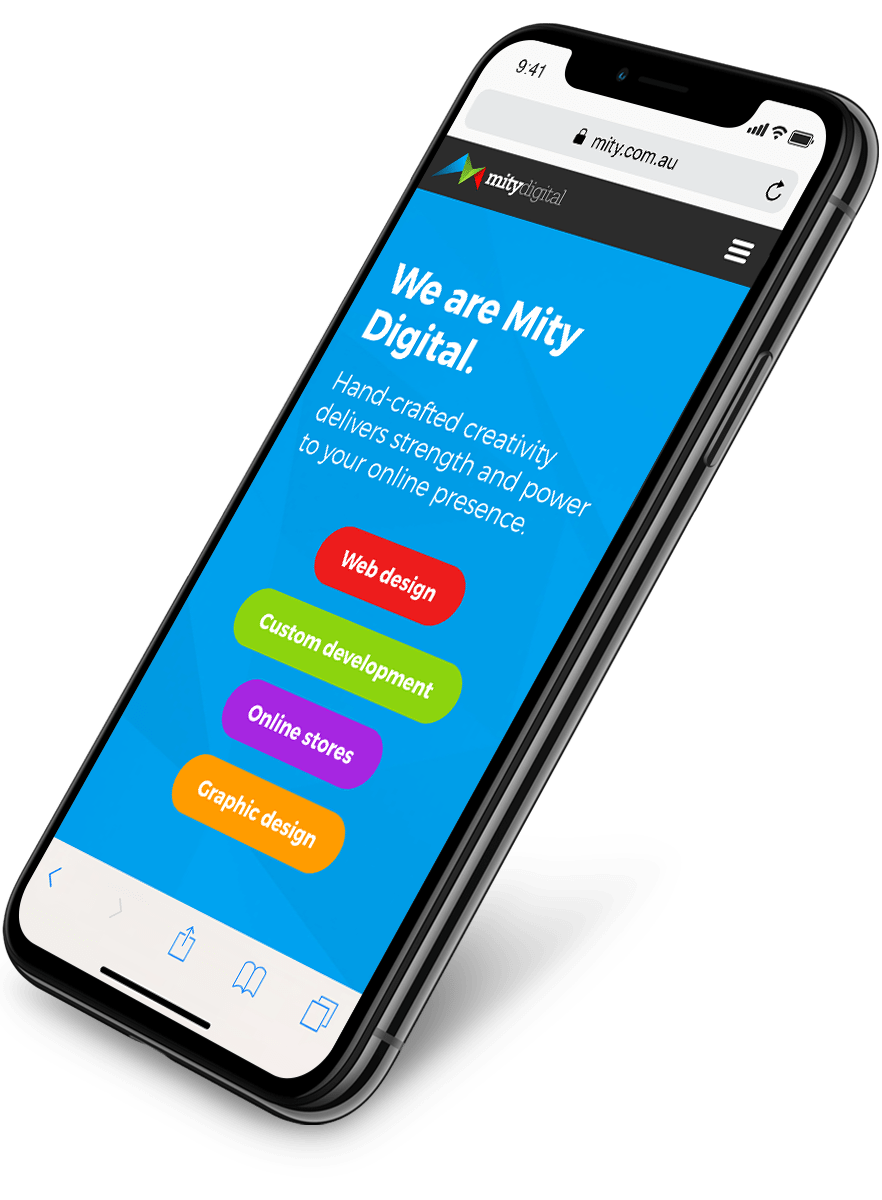 9:41
mity.com.au
mitydigital
We are Mity
Digital.
Hand-crafted creativity
delivers strength and power
to your online presence.
Web design
Custom development
Online stores
Graphic design